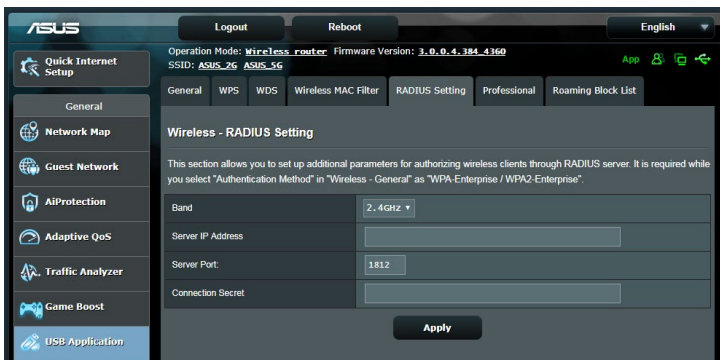 ASUS
Logout
Reboot
English
Quick Internet Setup
Operation Mode: Wireless router Firmware Version: 3.0.0.4.384_4360
SSID: ASUS_2G ASUS_5G
App
General
WPS
WDS
Wireless MAC Filter
RADIUS Setting
Professional
Roaming Block List
General
Network Map
Guest Network
AiProtection
Adaptive QoS
Traffic Analyzer
Game Boost
USB Application
Wireless - RADIUS Setting
This section allows you to set up additional parameters for authorizing wireless clients through RADIUS server. It is required while
you select "Authentication Method" in "Wireless - General" as "WPA-Enterprise / WPA2-Enterprise".
Band
2.4GHz
Server IP Address
Server Port:
1812
Connection Secret
Apply